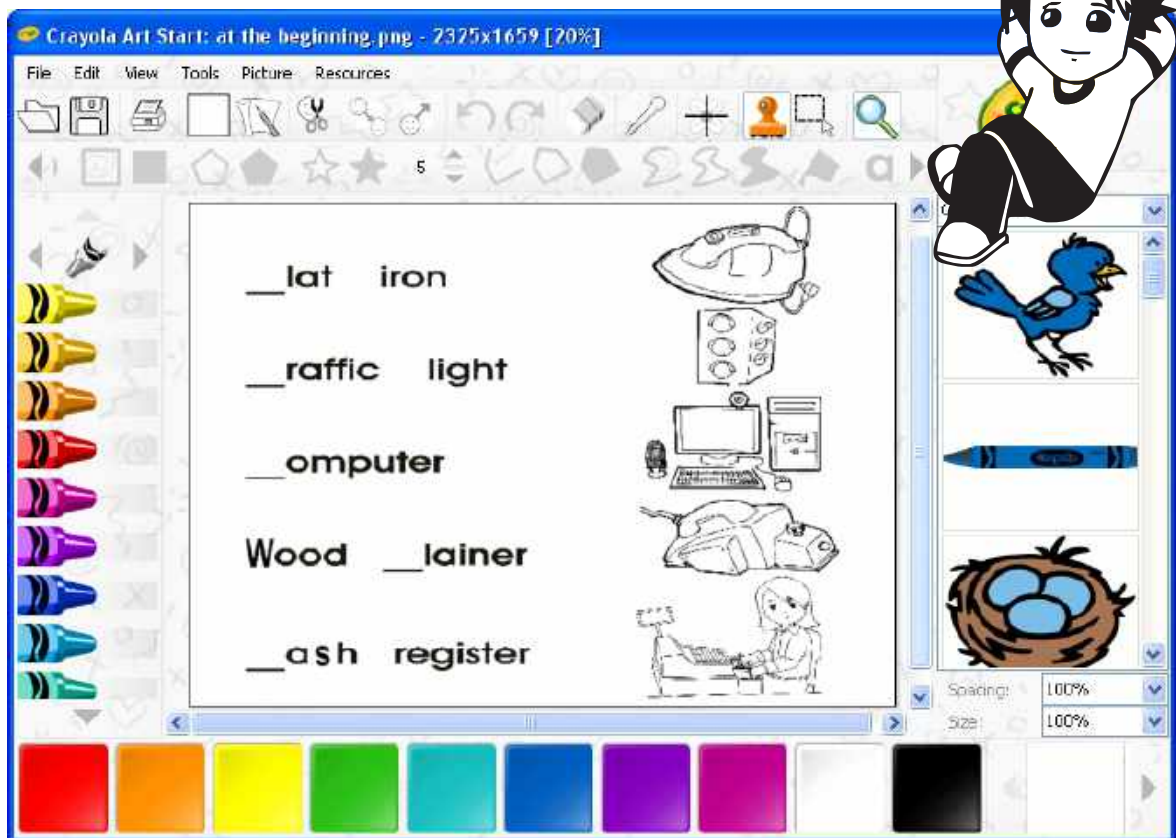 Crayola Art Start: at the beginning.png - 2325x1659 [20%]
File Edit View Tools Picture Resources
5
a
__lat iron
__raffic light
__omputer
Wood __lainer
__ash register
Spacing: 100%
Size: 100%